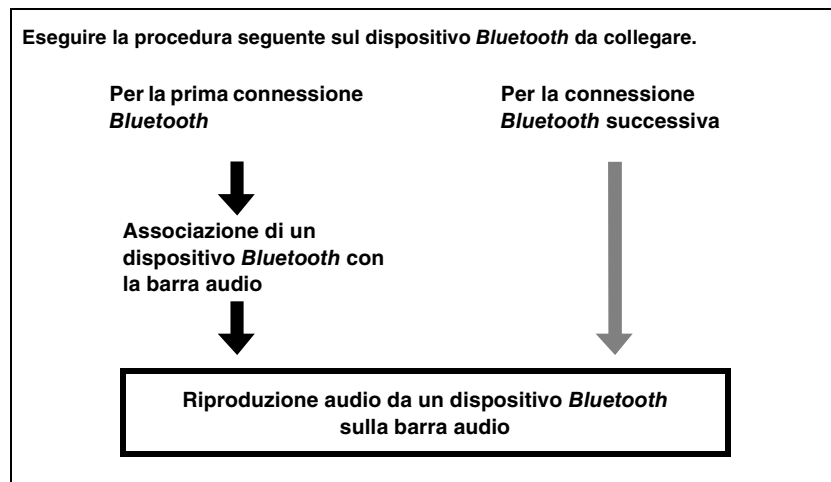 Eseguire la procedura seguente sul dispositivo Bluetooth da collegare.
Per la prima connessione
Bluetooth
Per la connessione
Bluetooth successiva
Associazione di un
dispositivo Bluetooth con
la barra audio
Riproduzione audio da un dispositivo Bluetooth
sulla barra audio